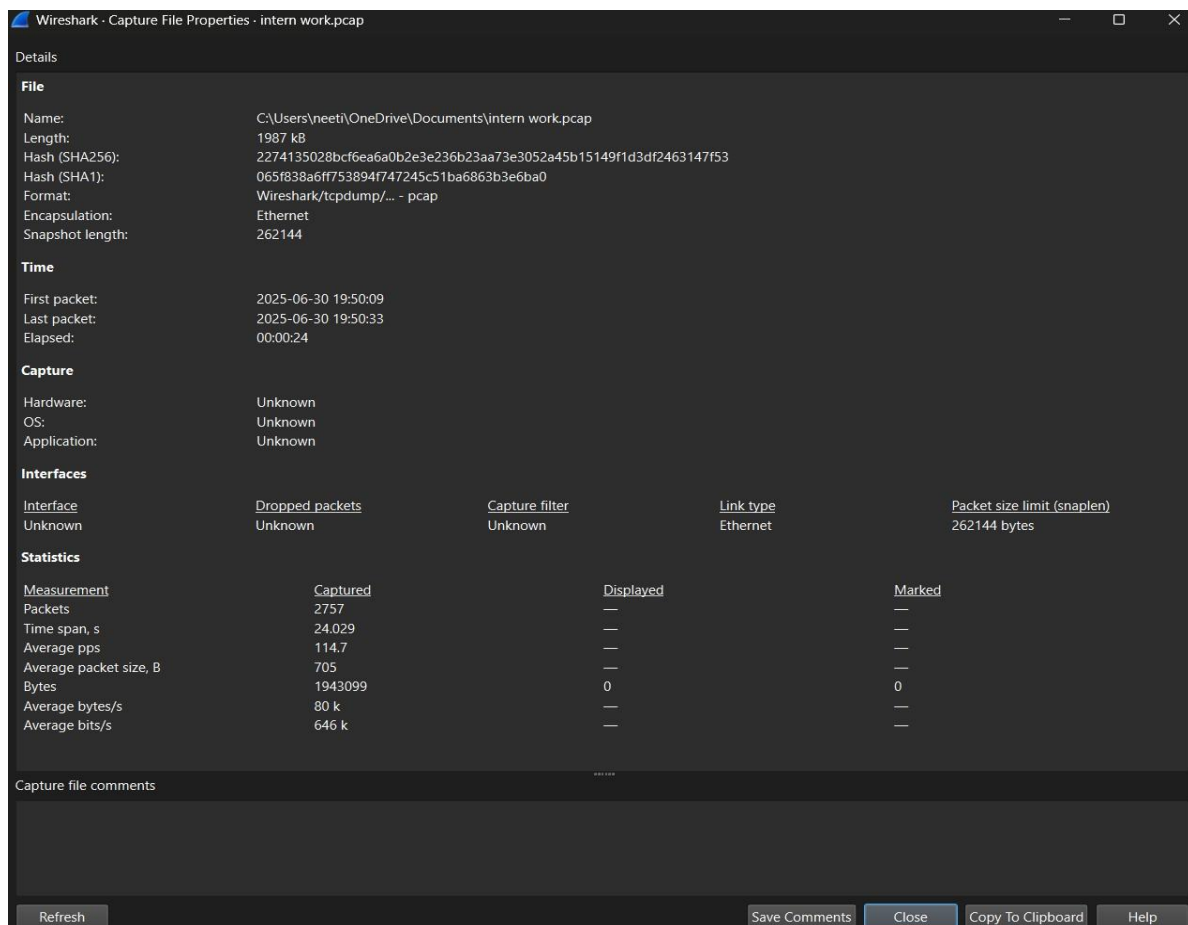 Wireshark · Capture File Properties · intern work.pcap
Details
File
Name: C:\Users\neeti\OneDrive\Documents\intern work.pcap
Length: 1987 kB
Hash (SHA256): 2274135028bcf6ea6a0b2e3e236b23aa73e3052a45b15149f1d3df2463147f53
Hash (SHA1): 065f838a6ff753894f747245c51ba6863b3e6ba0
Format: Wireshark/tcpdump/... - pcap
Encapsulation: Ethernet
Snapshot length: 262144
Time
First packet: 2025-06-30 19:50:09
Last packet: 2025-06-30 19:50:33
Elapsed: 00:00:24
Capture
Hardware: Unknown
OS: Unknown
Application: Unknown
Interfaces
Interface Dropped packets Capture filter Link type Packet size limit (snaplen)
Unknown Unknown Unknown Ethernet 262144 bytes
Statistics
Measurement Captured Displayed Marked
Packets 2757 — —
Time span, s 24.029 — —
Average pps 114.7 — —
Average packet size, B 705 — —
Bytes 1943099 0 0
Average bytes/s 80 k — —
Average bits/s 646 k — —
Capture file comments
Refresh Save Comments Close Copy To Clipboard Help